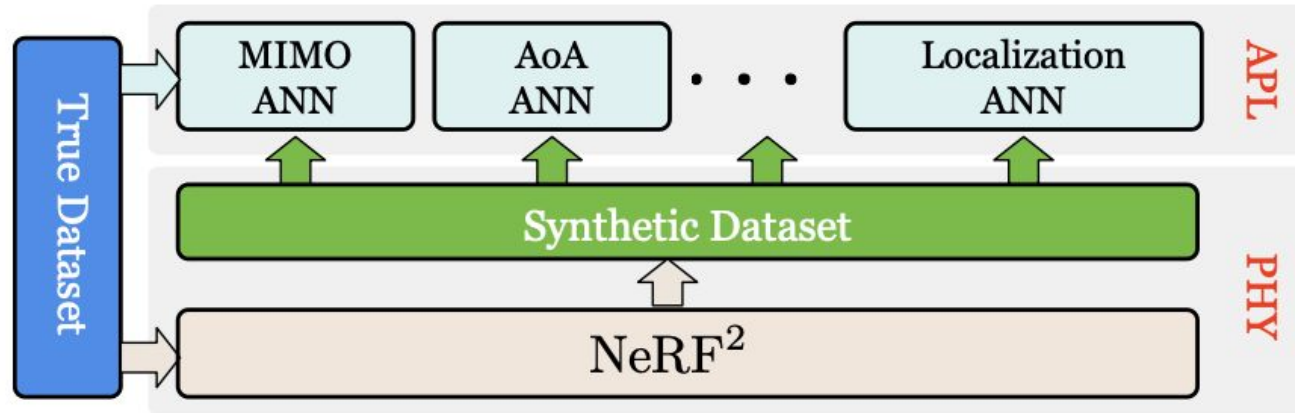 True Dataset
MIMO
ANN
AoA
ANN
. . .
Localization
ANN
APL
Synthetic Dataset
NeRF²
PHY